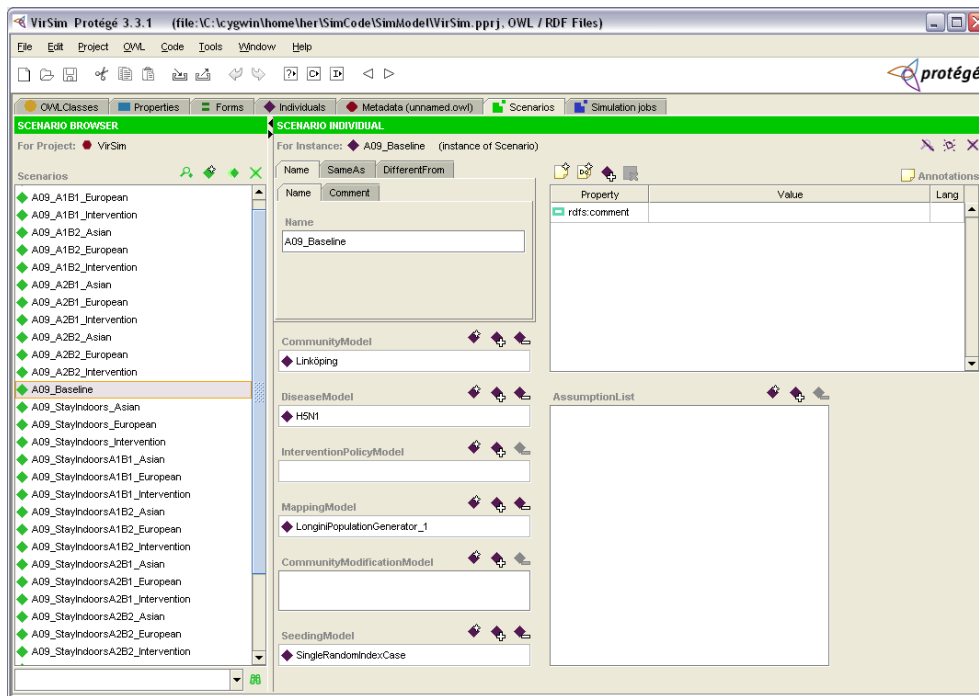 VirSim Protégé 3.3.1 (file:\C:\cygwin\home\her\SimCode\SimModel\VirSim.pprj, OWL / RDF Files)
File Edit Project OWL Code Tools Window Help
protégé
OWLClasses Properties Forms Individuals Metadata (unnamed.owl) Scenarios Simulation jobs
SCENARIO BROWSER
For Project: VirSim
Scenarios
A09_A1B1_European
A09_A1B1_Intervention
A09_A1B2_Asian
A09_A1B2_European
A09_A1B2_Intervention
A09_A2B1_Asian
A09_A2B1_European
A09_A2B1_Intervention
A09_A2B2_Asian
A09_A2B2_European
A09_A2B2_Intervention
A09_Baseline
A09_StayIndoors_Asian
A09_StayIndoors_European
A09_StayIndoors_Intervention
A09_StayIndoorsA1B1_Asian
A09_StayIndoorsA1B1_European
A09_StayIndoorsA1B1_Intervention
A09_StayIndoorsA1B2_Asian
A09_StayIndoorsA1B2_European
A09_StayIndoorsA1B2_Intervention
A09_StayIndoorsA2B1_Asian
A09_StayIndoorsA2B1_European
A09_StayIndoorsA2B1_Intervention
A09_StayIndoorsA2B2_Asian
A09_StayIndoorsA2B2_European
A09_StayIndoorsA2B2_Intervention
SCENARIO INDIVIDUAL
For Instance: A09_Baseline (instance of Scenario)
Name SameAs DifferentFrom
Name Comment
Name
A09_Baseline
Annotations
Property Value Lang
rdfs:comment
CommunityModel
Linköping
DiseaseModel
H5N1
InterventionPolicyModel
MappingModel
LonginiPopulationGenerator_1
CommunityModificationModel
SeedingModel
SingleRandomIndexCase
AssumptionList